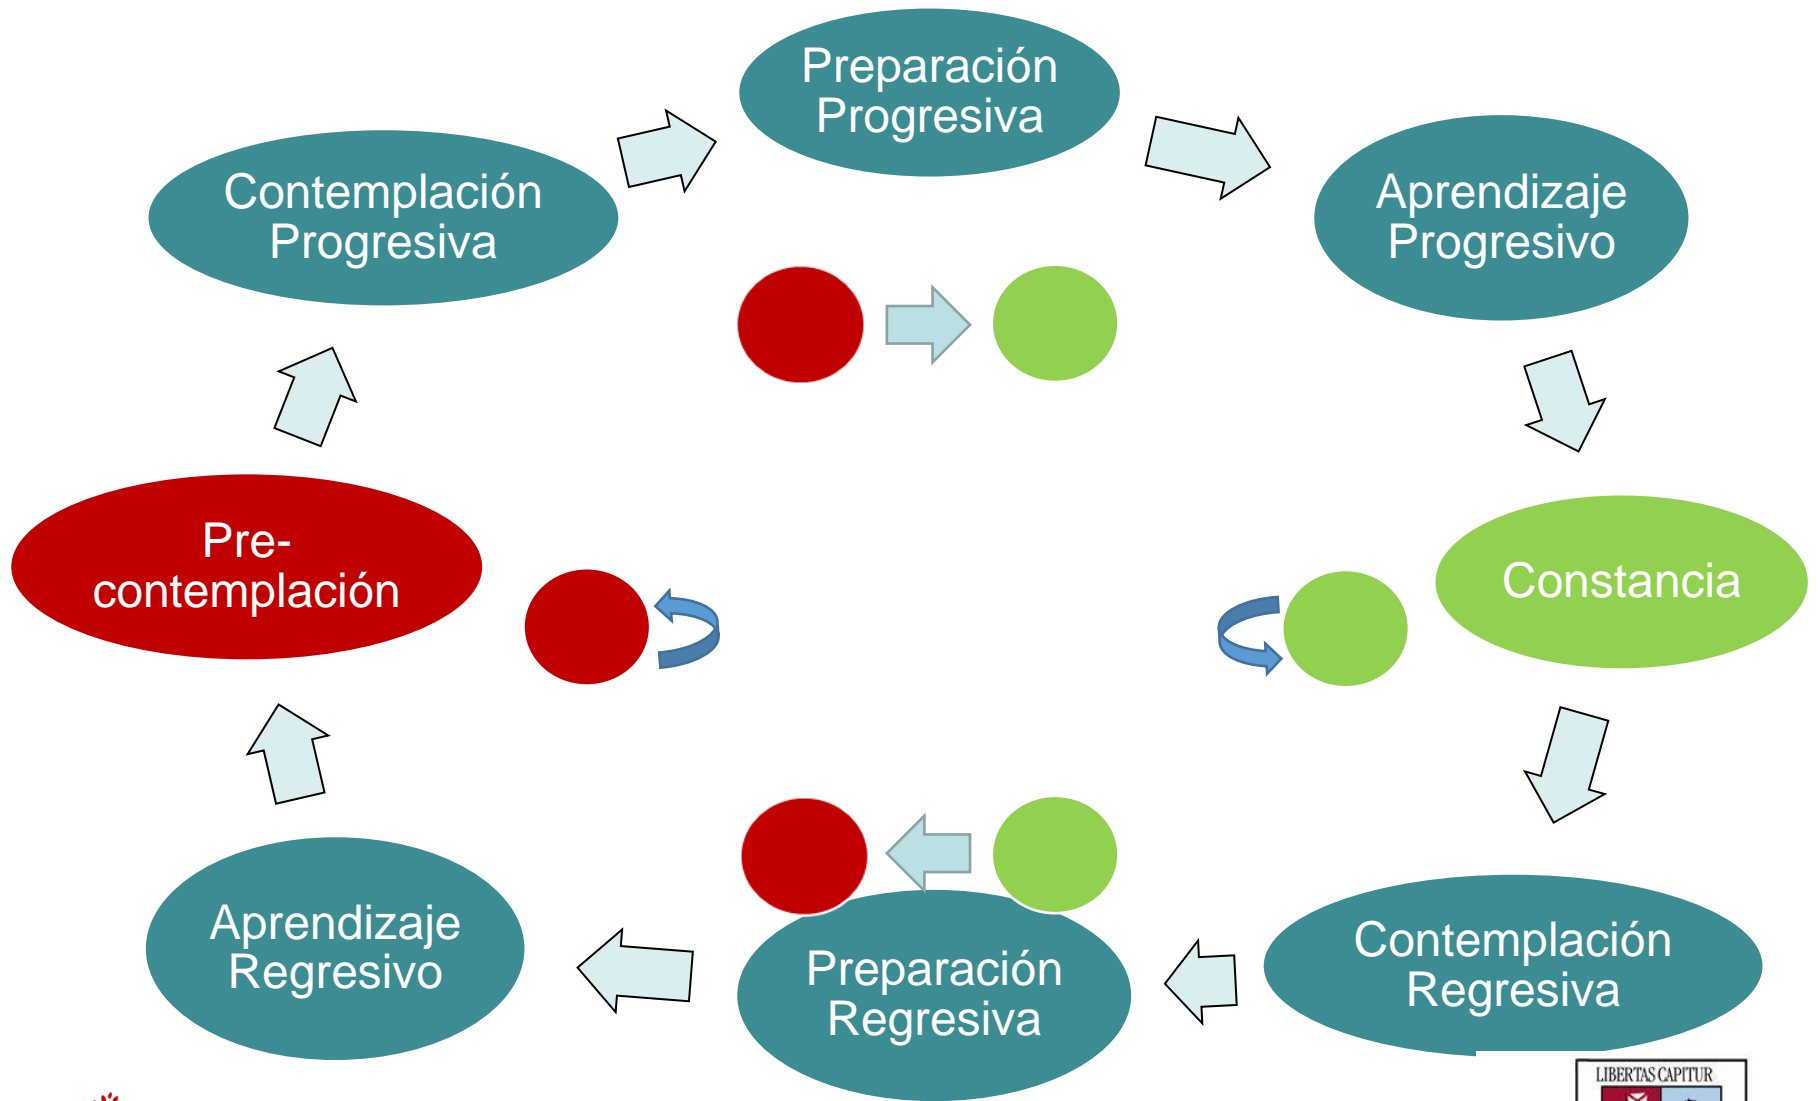 Preparación
Progresiva
Contemplación
Progresiva
Aprendizaje
Progresivo
Pre-
contemplación
Constancia
Aprendizaje
Regresivo
Preparación
Regresiva
Contemplación
Regresiva
LIBERTAS CAPITUR